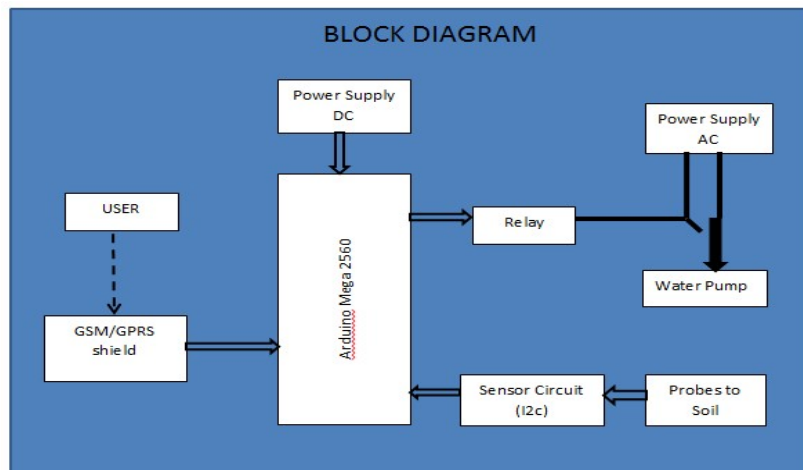 BLOCK DIAGRAM
Power Supply
DC
Power Supply
AC
USER
Relay
Arduino Mega 2560
Water Pump
GSM/GPRS
shield
Sensor Circuit
(I2c)
Probes to
Soil